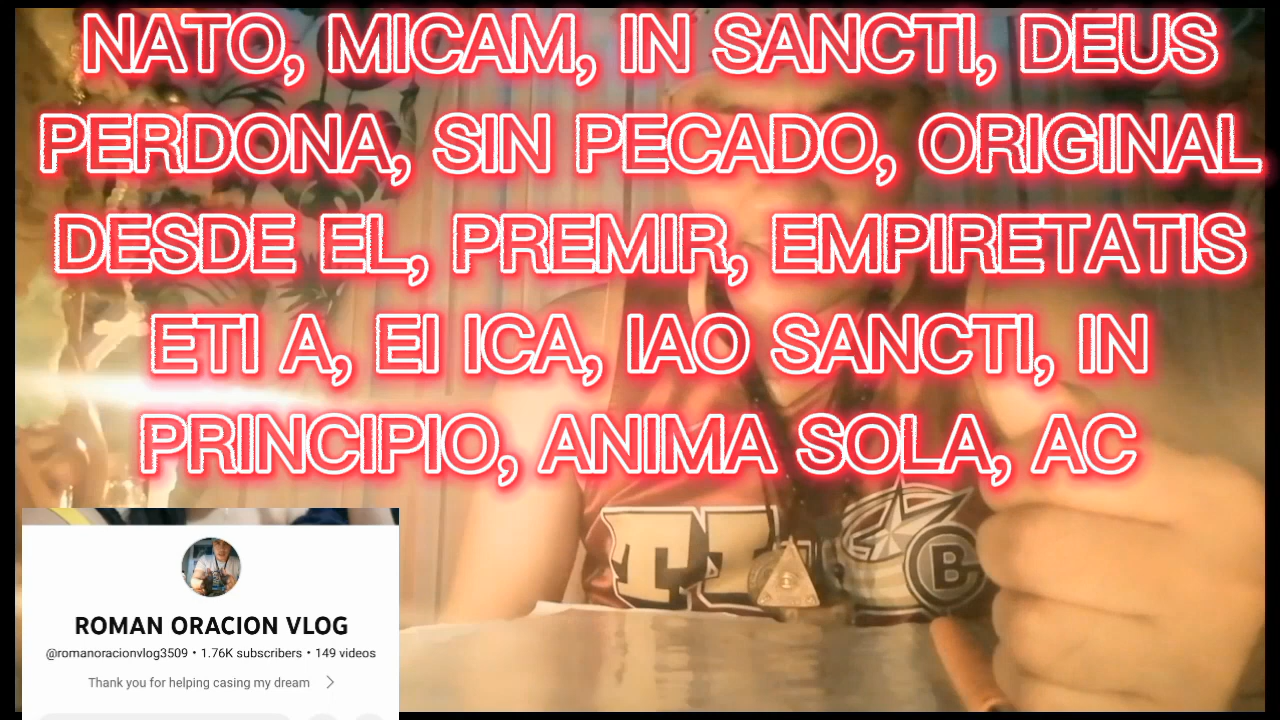 NATO, MICAM, IN SANCTI, DEUS
PERDONA, SIN PECADO, ORIGINAL
DESDE EL, PREMIR, EMPIRETATIS
ETI A, EI ICA, IAO SANCTI, IN
PRINCIPIO, ANIMA SOLA, AC
B
ROMAN ORACION VLOG
@romanoracionvlog3509 • 1.76K subscribers • 149 videos
Thank you for helping casing my dream